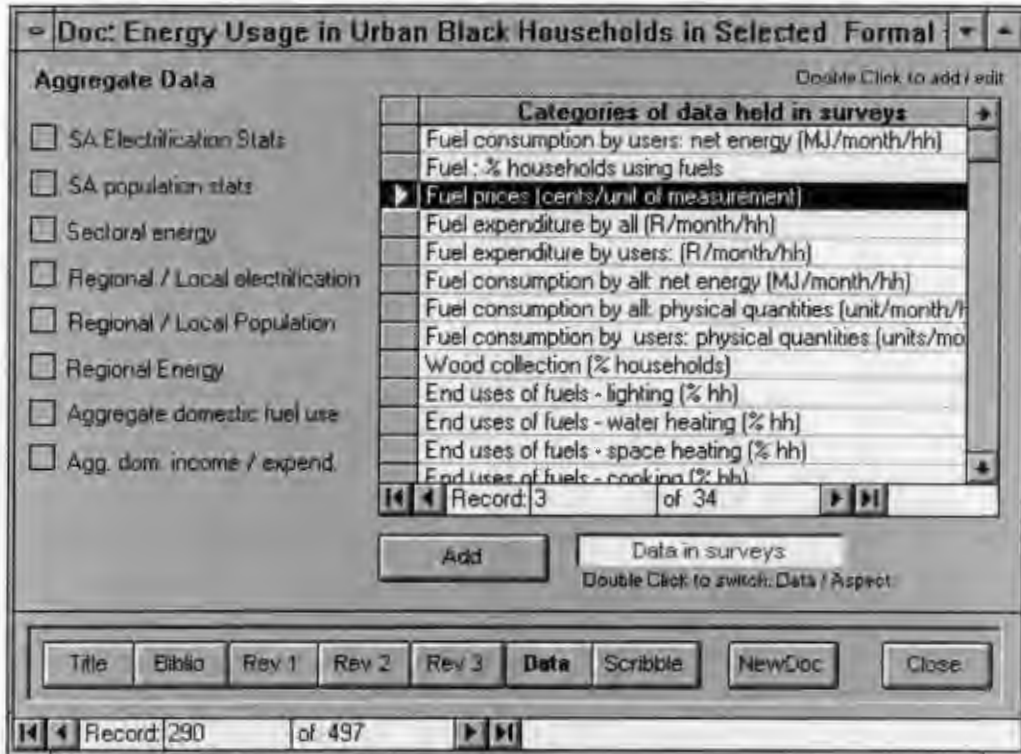 Doc: Energy Usage in Urban Black Households in Selected Formal
Aggregate Data
SA Electrification Stats
SA population stats
Sectoral energy
Regional / Local electrification
Regional / Local Population
Regional Energy
Aggregate domestic fuel use
Agg. dom. income / expend.
Double Click to add / edit
Categories of data held in surveys
Fuel consumption by users: net energy (MJ/month/hh)
Fuel : % households using fuels
Fuel prices (cents/unit of measurement)
Fuel expenditure by all (R/month/hh)
Fuel expenditure by users: (R/month/hh)
Fuel consumption by all: net energy (MJ/month/hh)
Fuel consumption by all: physical quantities (unit/month/h
Fuel consumption by users: physical quantities (units/mo
Wood collection (% households)
End uses of fuels - lighting (% hh)
End uses of fuels - water heating (% hh)
End uses of fuels - space heating (% hh)
End uses of fuels - cooking (% hh)
Record: 3 of 34
Add
Data in surveys
Double Click to switch: Data / Aspect
Title Biblio Rev 1 Rev 2 Rev 3 Data Scribble NewDoc Close
Record: 290 of 497